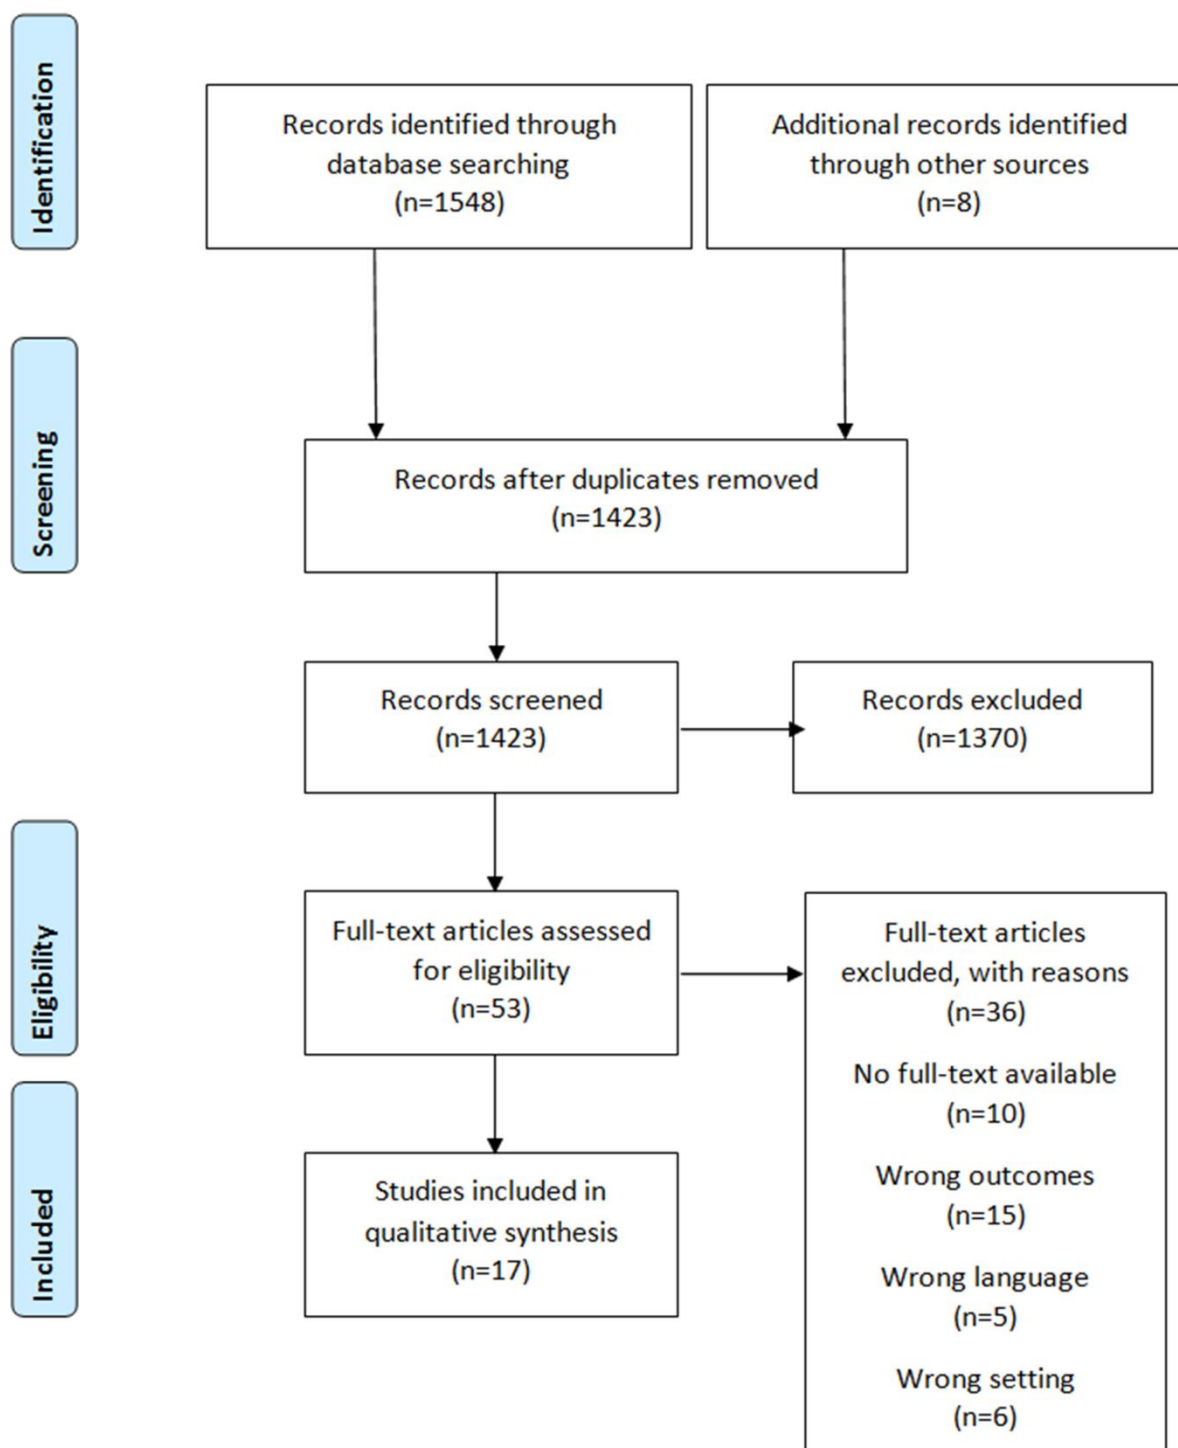 Identification
Records identified through
database searching
(n=1548)
Additional records identified
through other sources
(n=8)
Screening
Records after duplicates removed
(n=1423)
Records screened
(n=1423)
Records excluded
(n=1370)
Eligibility
Full-text articles assessed
for eligibility
(n=53)
Full-text articles
excluded, with reasons
(n=36)
No full-text available
(n=10)
Wrong outcomes
(n=15)
Wrong language
(n=5)
Wrong setting
(n=6)
Included
Studies included in
qualitative synthesis
(n=17)